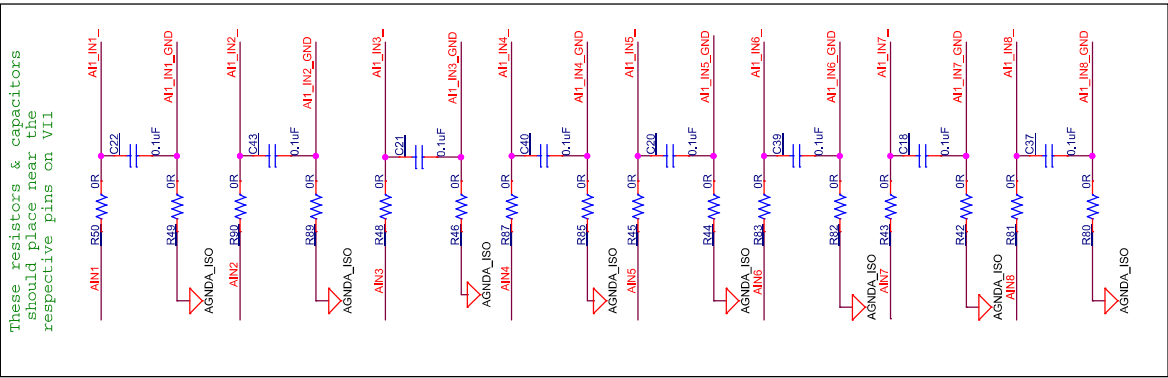 These resistors & capacitors
should place near the
respective pins on VI1
AI1_IN1_
AI1_IN1_GND
C22
0.1uF
0R
0R
R50
R49
AIN1
AGNDA_ISO
AI1_IN2_
AI1_IN2_GND
C43
0.1uF
0R
0R
R90
R89
AIN2
AGNDA_ISO
AI1_IN3_
AI1_IN3_GND
C21
0.1uF
0R
0R
R48
R46
AIN3
AGNDA_ISO
AI1_IN4_
AI1_IN4_GND
C40
0.1uF
0R
0R
R87
R85
AIN4
AGNDA_ISO
AI1_IN5_
AI1_IN5_GND
C20
0.1uF
0R
0R
R45
R44
AIN5
AGNDA_ISO
AI1_IN6_
AI1_IN6_GND
C39
0.1uF
0R
0R
R83
R82
AIN6
AGNDA_ISO
AI1_IN7_
AI1_IN7_GND
C18
0.1uF
0R
0R
R43
R42
AIN7
AGNDA_ISO
AI1_IN8_
AI1_IN8_GND
C37
0.1uF
0R
0R
R81
R80
AIN8
AGNDA_ISO